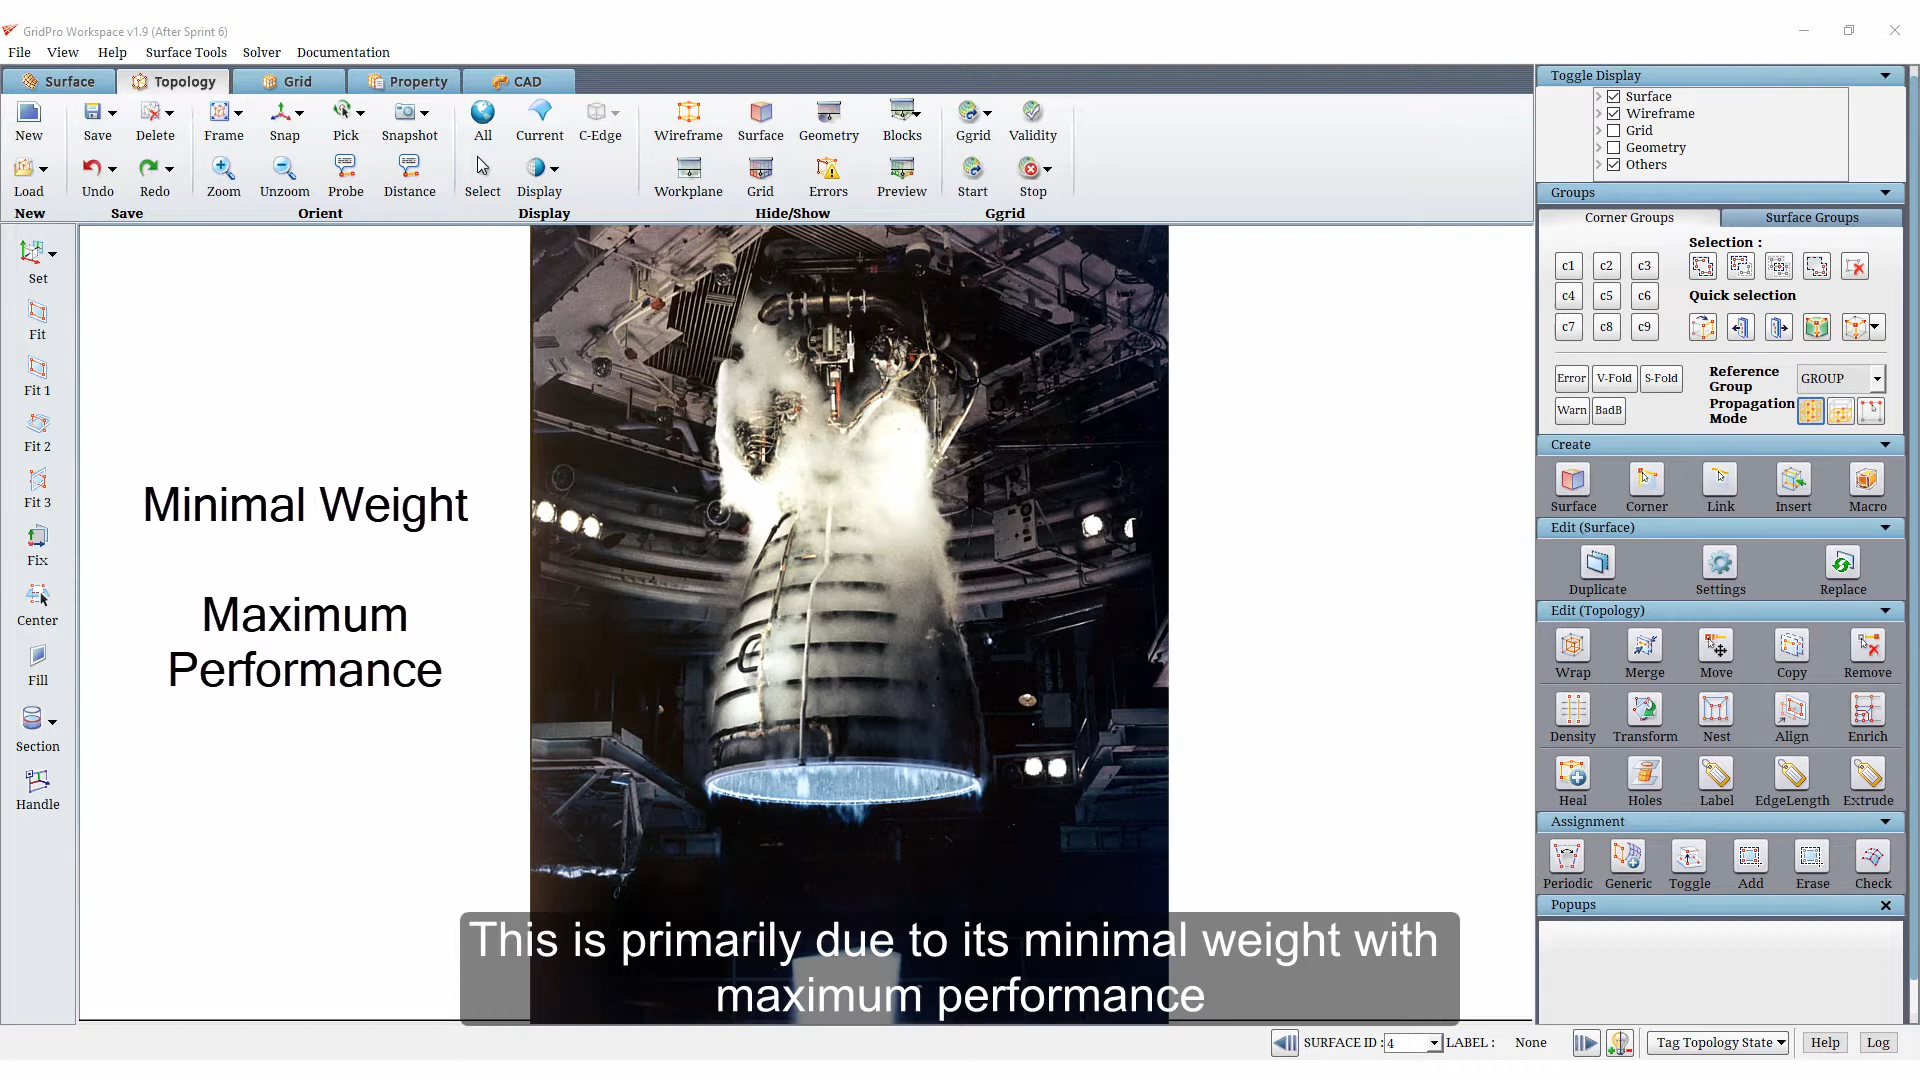 GridPro Workspace v1.9 (After Sprint 6)
File View Help Surface Tools Solver Documentation
Surface Topology Grid Property CAD
New Save Delete Frame Snap Pick Snapshot All Current C-Edge Wireframe Surface Geometry Blocks Ggrid Validity
Load Undo Redo Zoom Unzoom Probe Distance Select Display Workplane Grid Errors Preview Start Stop
New Save Orient Display Hide/Show Ggrid
Set
Fit
Fit 1
Fit 2
Fit 3
Fix
Center
Fill
Section
Handle
Minimal Weight
Maximum
Performance
This is primarily due to its minimal weight with
maximum performance
Toggle Display
Surface
Wireframe
Grid
Geometry
Others
Groups
Corner Groups Surface Groups
Selection :
c1 c2 c3
Quick selection
c4 c5 c6
c7 c8 c9
Error V-Fold S-Fold Reference
Group GROUP
Warn BadB Propagation
Mode
Create
Surface Corner Link Insert Macro
Edit (Surface)
Duplicate Settings Replace
Edit (Topology)
Wrap Merge Move Copy Remove
Density Transform Nest Align Enrich
Heal Holes Label EdgeLength Extrude
Assignment
Periodic Generic Toggle Add Erase Check
Popups
SURFACE ID : 4 LABEL : None Tag Topology State Help Log